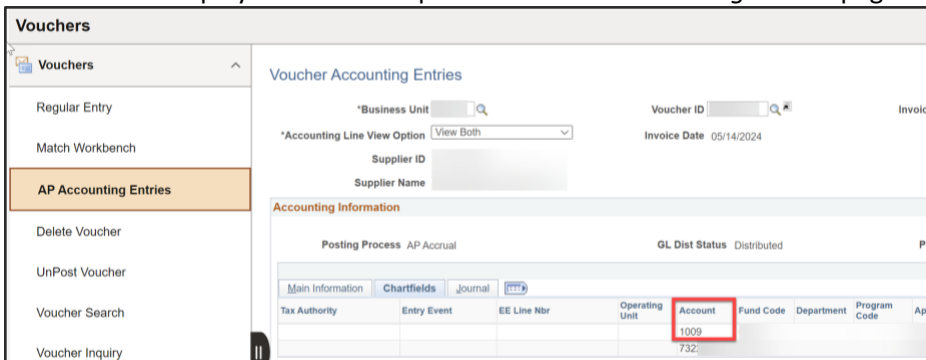 Vouchers
Vouchers
Regular Entry
Match Workbench
AP Accounting Entries
Delete Voucher
UnPost Voucher
Voucher Search
Voucher Inquiry
Voucher Accounting Entries
*Business Unit
Voucher ID
Invoic
*Accounting Line View Option View Both
Invoice Date 05/14/2024
Supplier ID
Supplier Name
Accounting Information
Posting Process AP Accrual
GL Dist Status Distributed
P
Main Information Chartfields Journal
Tax Authority Entry Event EE Line Nbr Operating Unit Account Fund Code Department Program Code Ap
1009
732